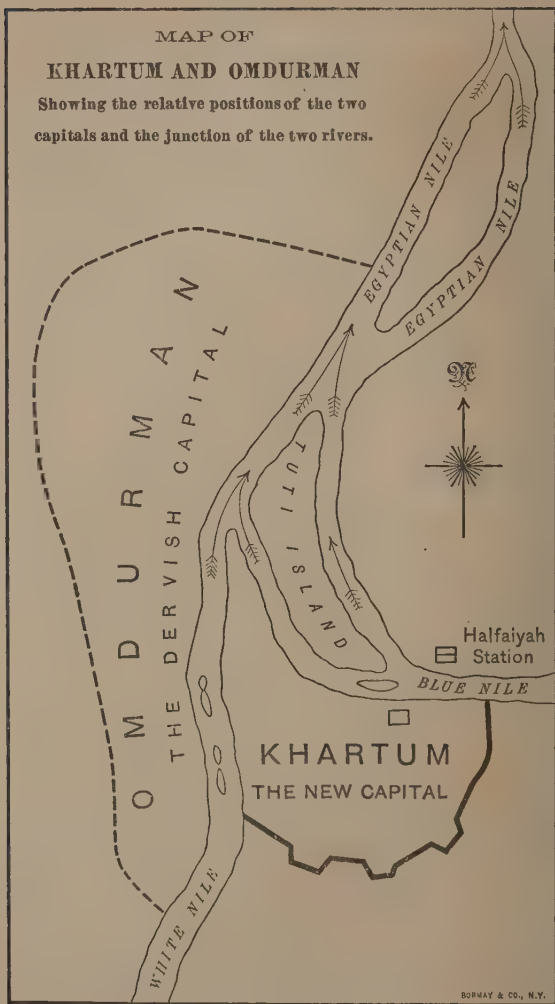 MAP OF
KHARTUM AND OMDURMAN
Showing the relative positions of the two
capitals and the junction of the two rivers.
EGYPTIAN NILE
EGYPTIAN NILE
N
OMDURMAN
THE DERVISH CAPITAL
TUTI ISLAND
Halfaiyah
Station
BLUE NILE
KHARTUM
THE NEW CAPITAL
WHITE NILE
BORMAY & CO., N.Y.